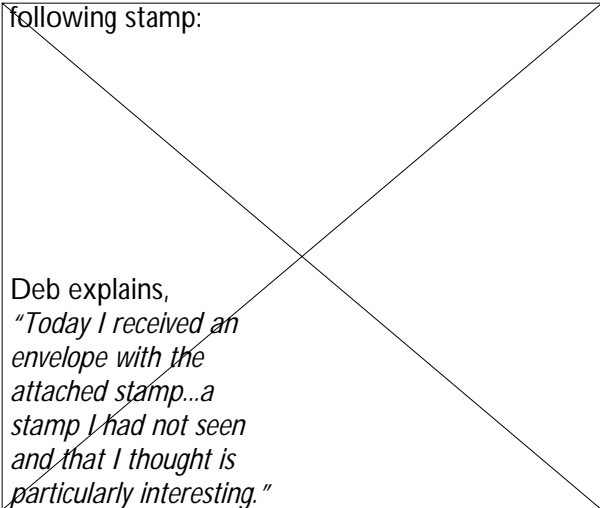 following stamp:
Deb explains,
“Today I received an
envelope with the
attached stamp...a
stamp I had not seen
and that I thought is
particularly interesting.”